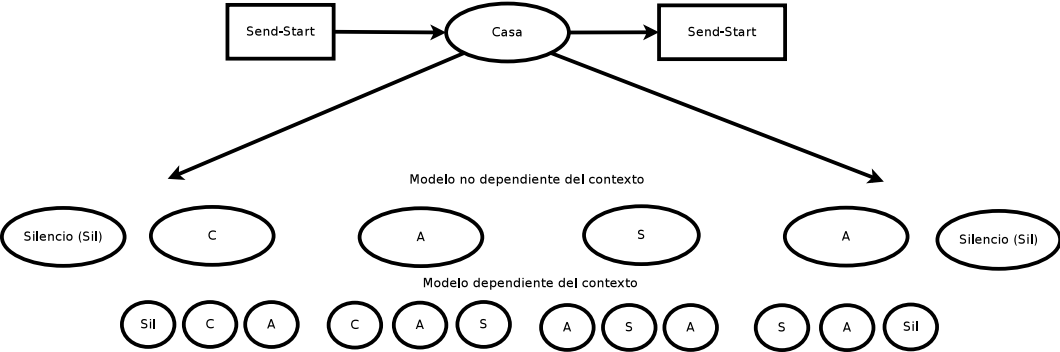 Send-Start
Casa
Send-Start
Modelo no dependiente del contexto
Silencio (Sil)
C
A
S
A
Silencio (Sil)
Modelo dependiente del contexto
Sil
C
A
C
A
S
A
S
A
S
A
Sil